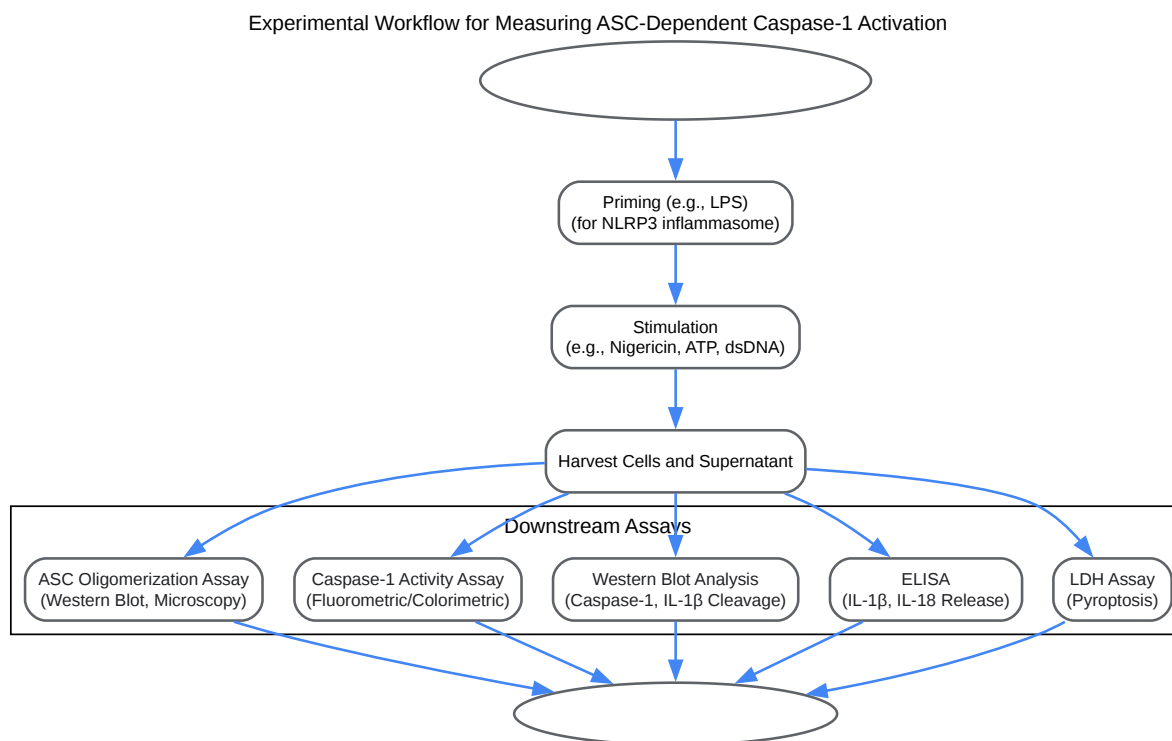 Experimental Workflow for Measuring ASC-Dependent Caspase-1 Activation
Priming (e.g., LPS)
(for NLRP3 inflammasome)
Stimulation
(e.g., Nigericin, ATP, dsDNA)
Harvest Cells and Supernatant
Downstream Assays
ASC Oligomerization Assay
(Western Blot, Microscopy)
Caspase-1 Activity Assay
(Fluorometric/Colorimetric)
Western Blot Analysis
(Caspase-1, IL-1β Cleavage)
ELISA
(IL-1β, IL-18 Release)
LDH Assay
(Pyroptosis)